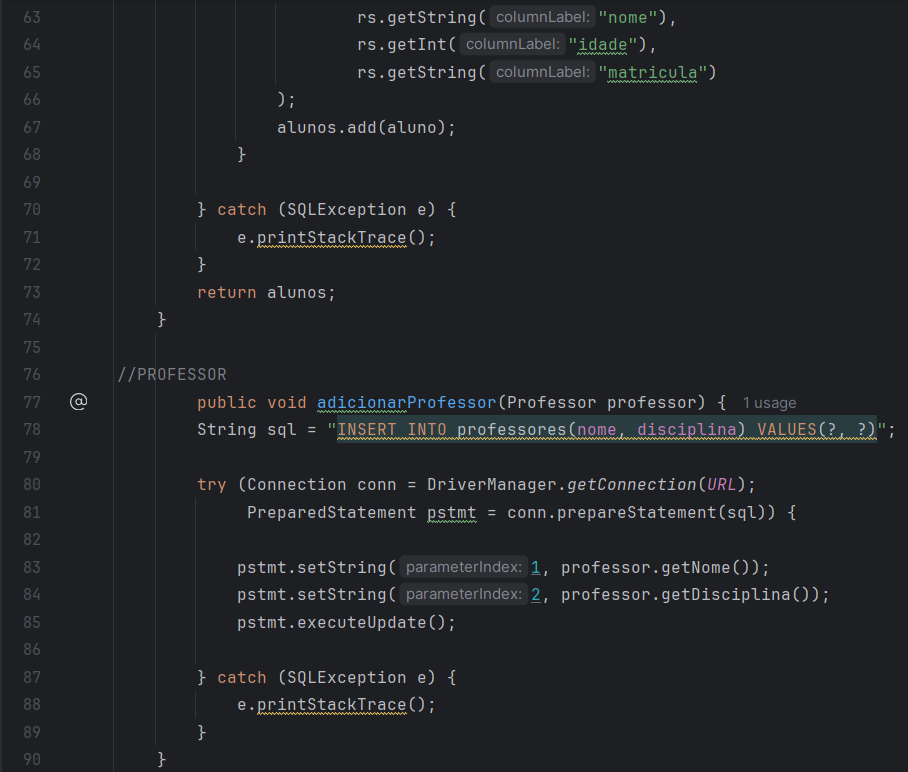 63 rs.getString( columnLabel: "nome"),
64 rs.getInt( columnLabel: "idade"),
65 rs.getString( columnLabel: "matricula")
66 );
67 alunos.add(aluno);
68 }
69
70 } catch (SQLException e) {
71 e.printStackTrace();
72 }
73 return alunos;
74 }
75
76 //PROFESSOR
77 @ public void adicionarProfessor(Professor professor) { 1 usage
78 String sql = "INSERT INTO professores(nome, disciplina) VALUES(?, ?)";
79
80 try (Connection conn = DriverManager.getConnection(URL);
81 PreparedStatement pstmt = conn.prepareStatement(sql)) {
82
83 pstmt.setString( parameterIndex: 1, professor.getNome());
84 pstmt.setString( parameterIndex: 2, professor.getDisciplina());
85 pstmt.executeUpdate();
86
87 } catch (SQLException e) {
88 e.printStackTrace();
89 }
90 }